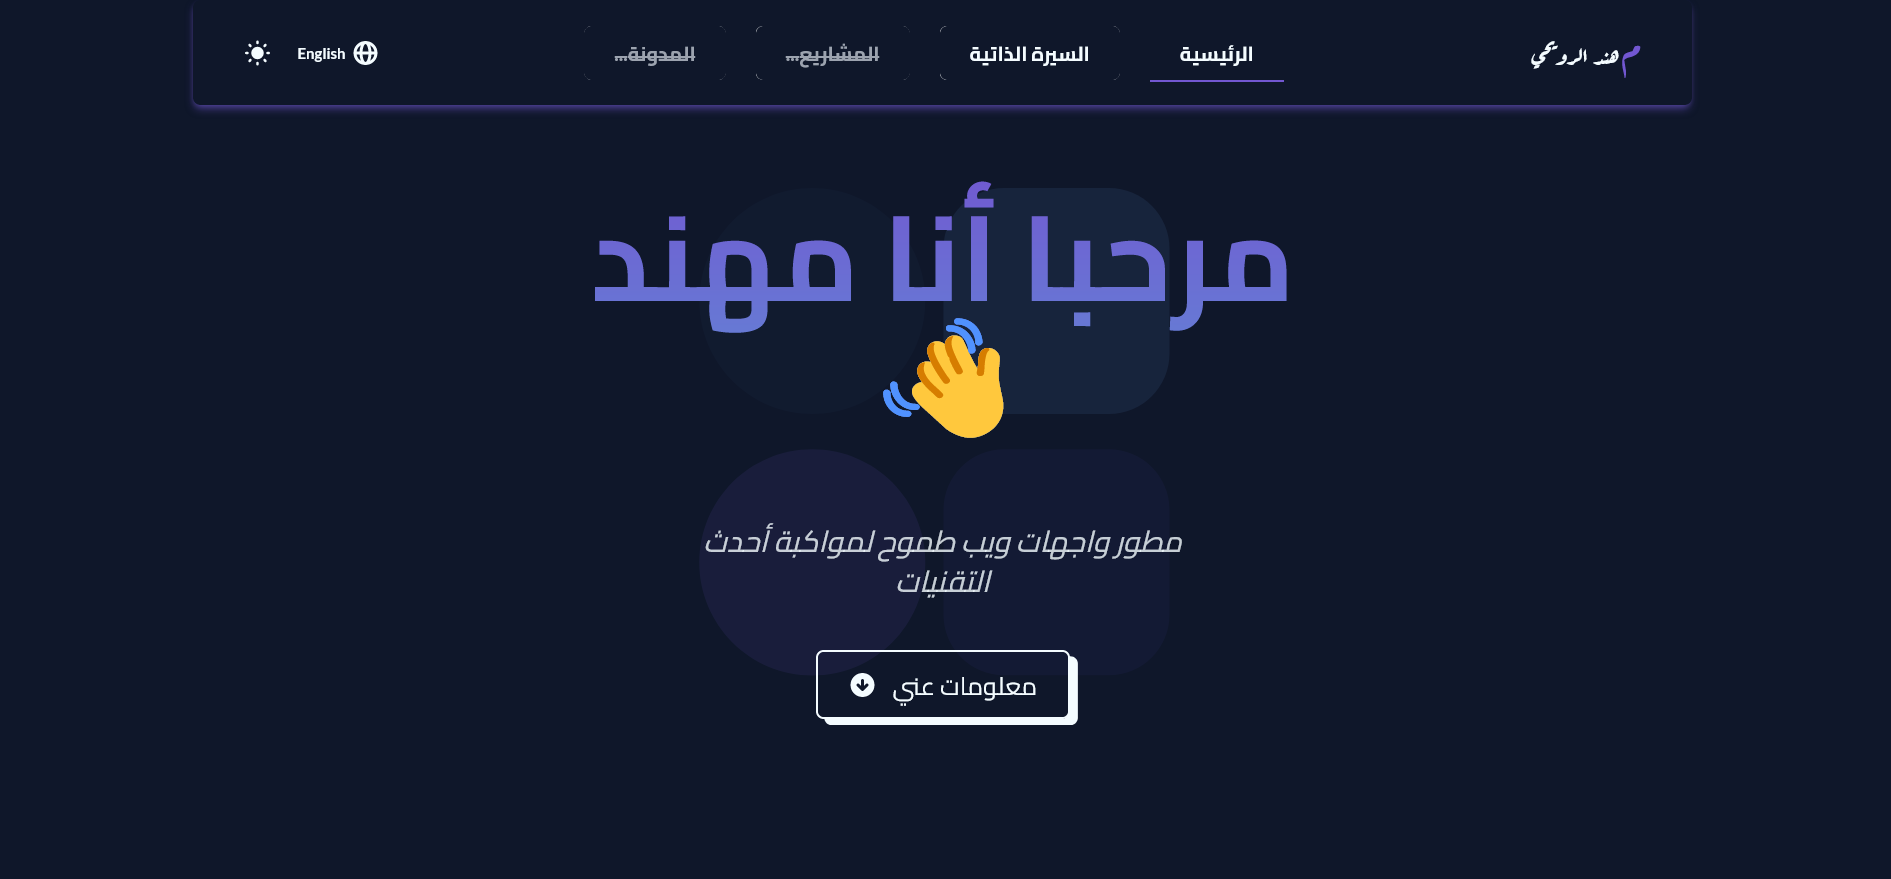 مهند الرويحي
الرئيسية
السيرة الذاتية
المشاريع...
المدونة...
English
مرحبا أنا مهند
مطور واجهات ويب طموح لمواكبة أحدث
التقنيات
معلومات عني